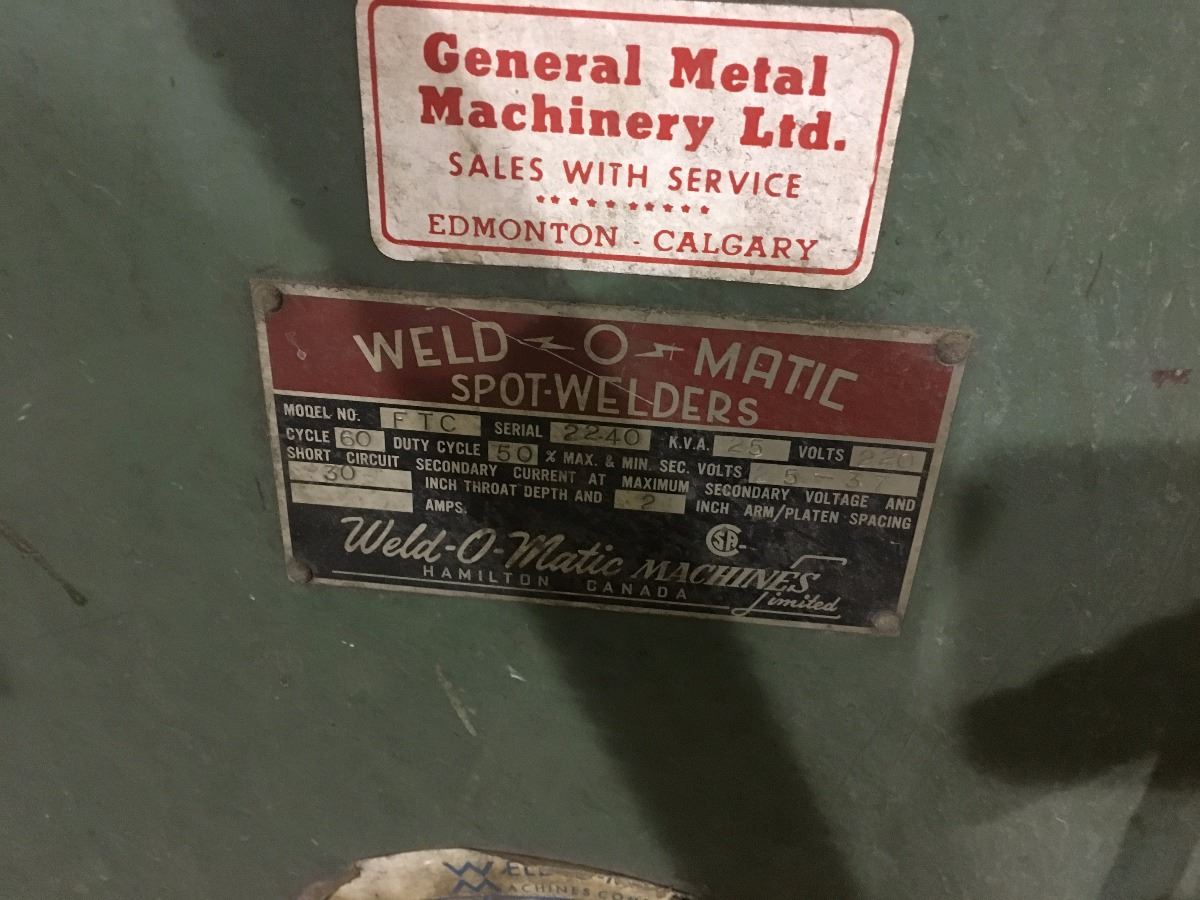 General Metal
Machinery Ltd.
SALES WITH SERVICE
EDMONTON - CALGARY
WELD-O-MATIC
SPOT-WELDERS
MODEL NO. FTC SERIAL 2240 K.V.A. 25 VOLTS 220
CYCLE 60 DUTY CYCLE 50 % MAX. & MIN. SEC. VOLTS
SHORT CIRCUIT SECONDARY CURRENT AT MAXIMUM SECONDARY VOLTAGE AND
30 INCH THROAT DEPTH AND 2 INCH ARM/PLATEN SPACING
AMPS.
Weld-O-Matic MACHINES
Limited
HAMILTON CANADA
MACHINES